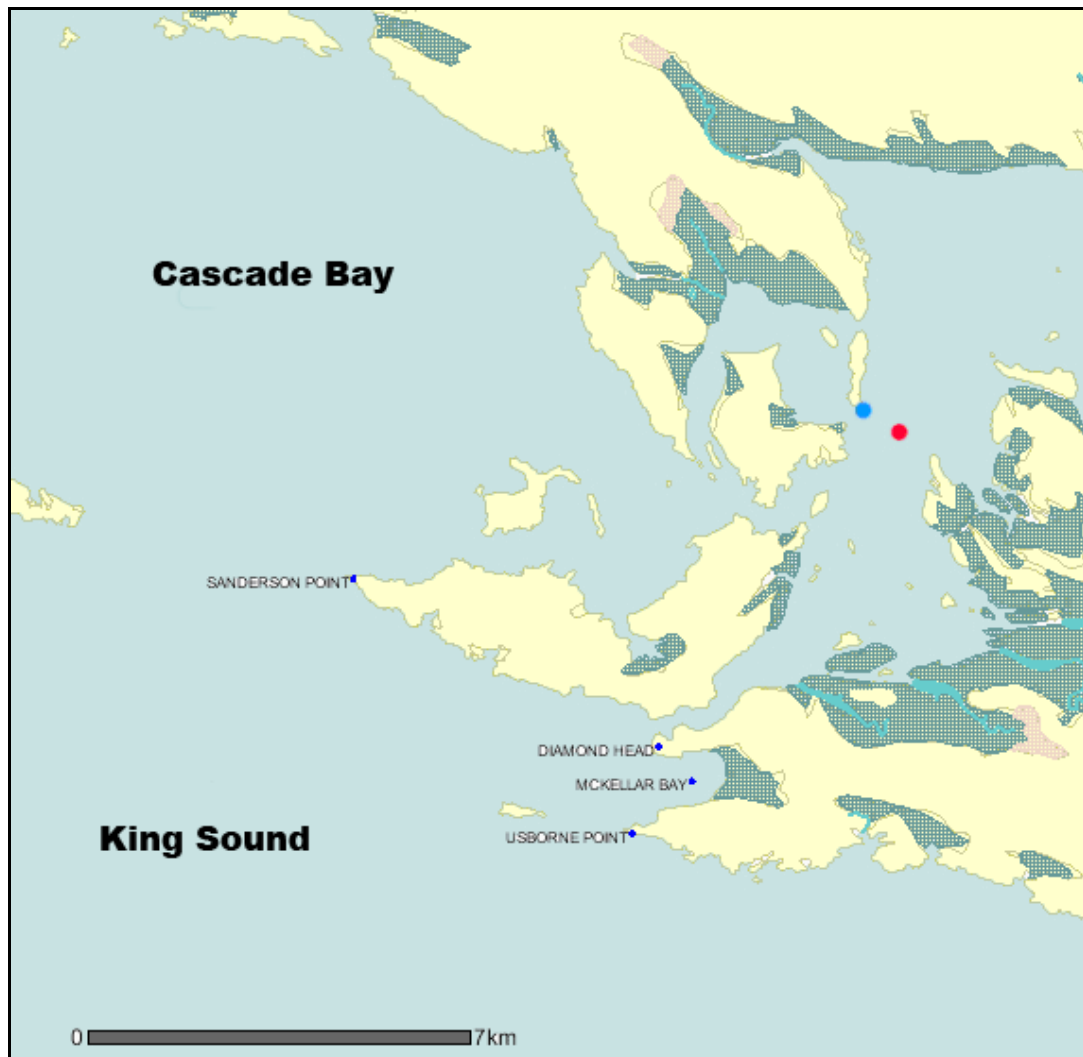 Cascade Bay
SANDERSON POINT
DIAMOND HEAD
MCKELLAR BAY
King Sound
USBORNE POINT
0 7km